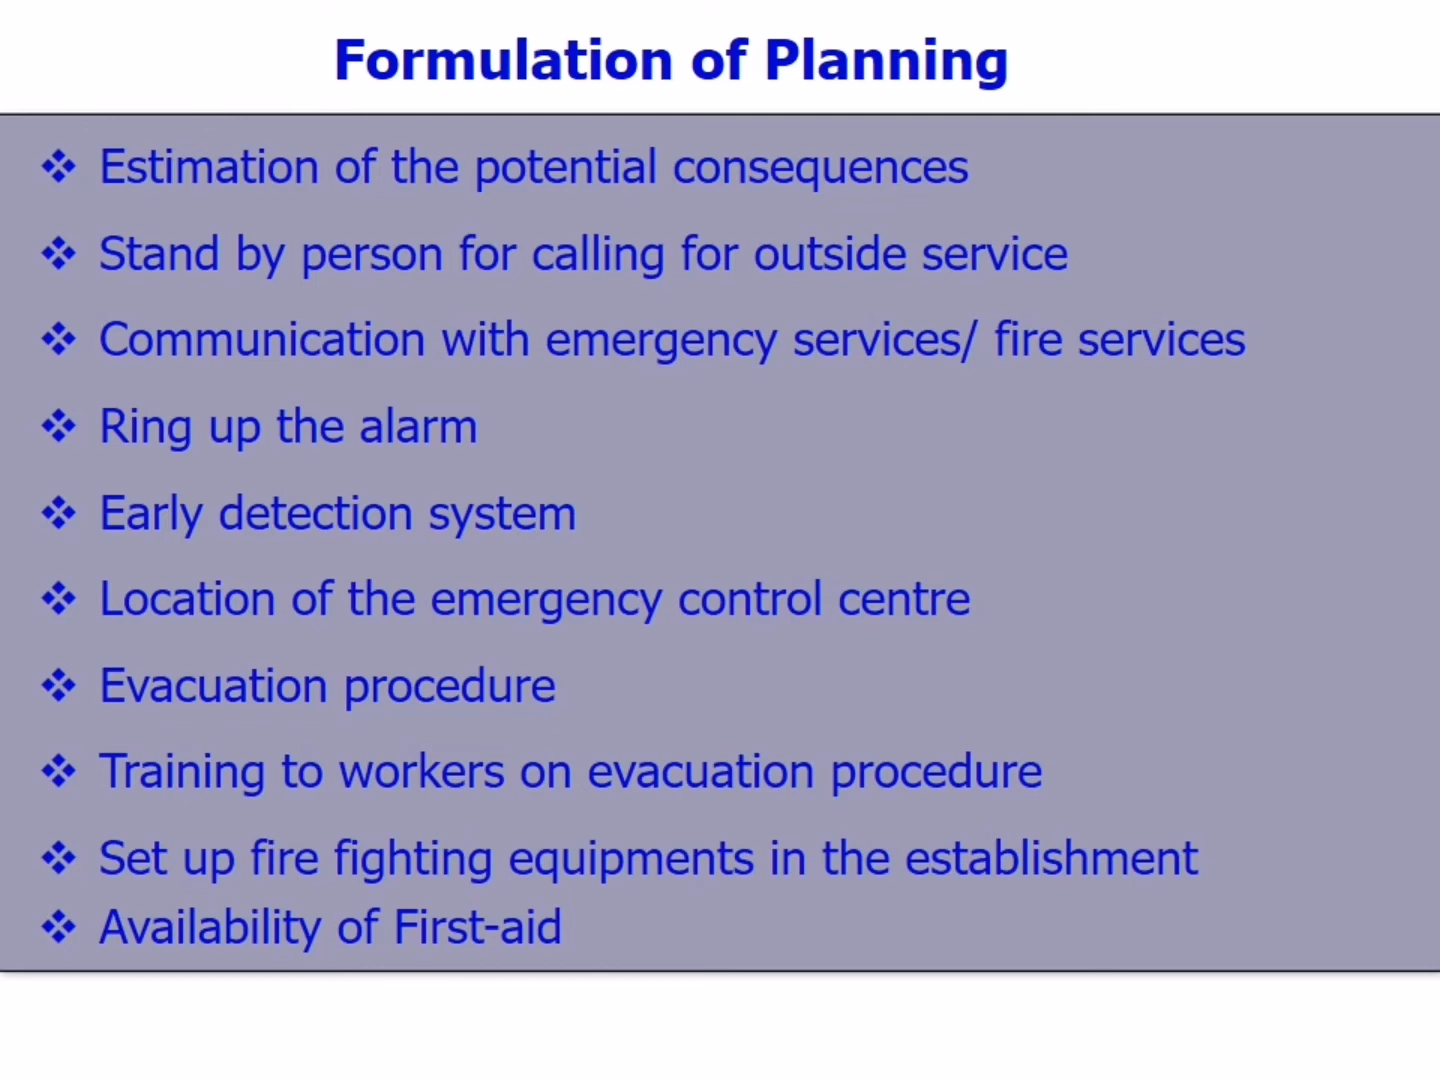 Formulation of Planning
❖ Estimation of the potential consequences
❖ Stand by person for calling for outside service
❖ Communication with emergency services/ fire services
❖ Ring up the alarm
❖ Early detection system
❖ Location of the emergency control centre
❖ Evacuation procedure
❖ Training to workers on evacuation procedure
❖ Set up fire fighting equipments in the establishment
❖ Availability of First-aid